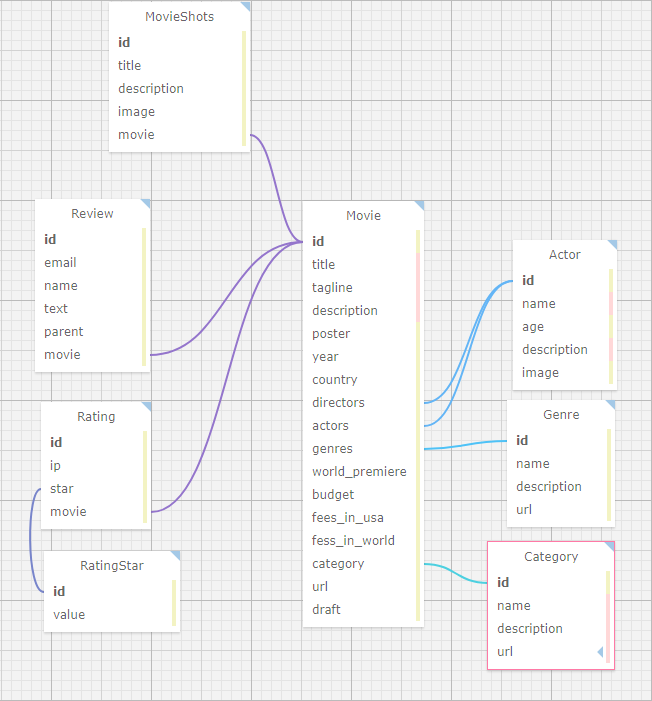 MovieShots
id
title
description
image
movie
Review
id
email
name
text
parent
movie
Rating
id
ip
star
movie
RatingStar
id
value
Movie
id
title
tagline
description
poster
year
country
directors
actors
genres
world_premiere
budget
fees_in_usa
fess_in_world
category
url
draft
Actor
id
name
age
description
image
Genre
id
name
description
url
Category
id
name
description
url